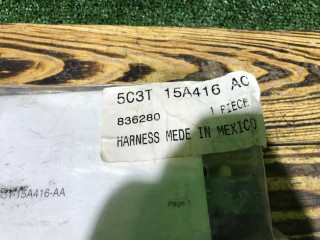 5C3T 15A416 AC
836280 1 PIECE
HARNESS MEDE IN MEXICO
3T-15A416-AA
Page 1